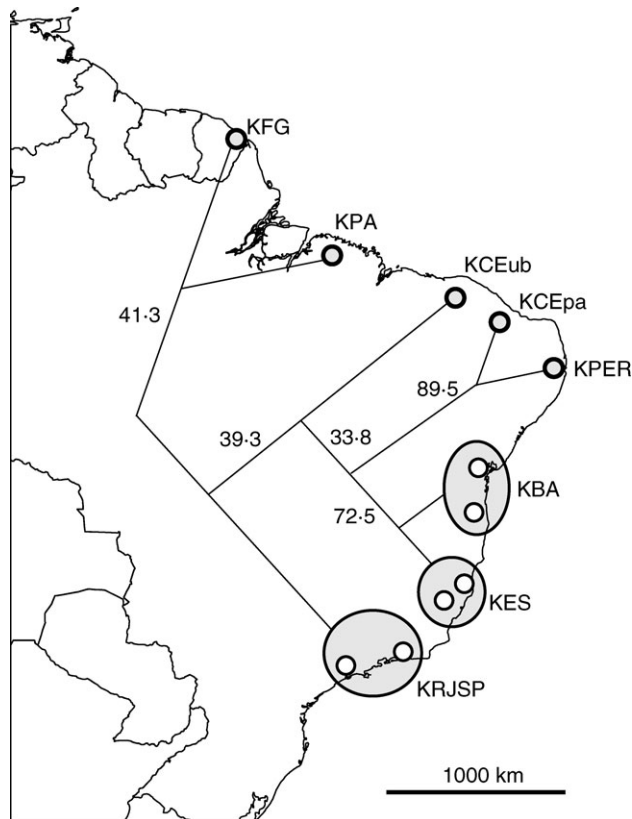 KFG
KPA
KCEub
KCEpa
41·3
KPER
89·5
39·3
33·8
KBA
72·5
KES
KRJSP
1000 km